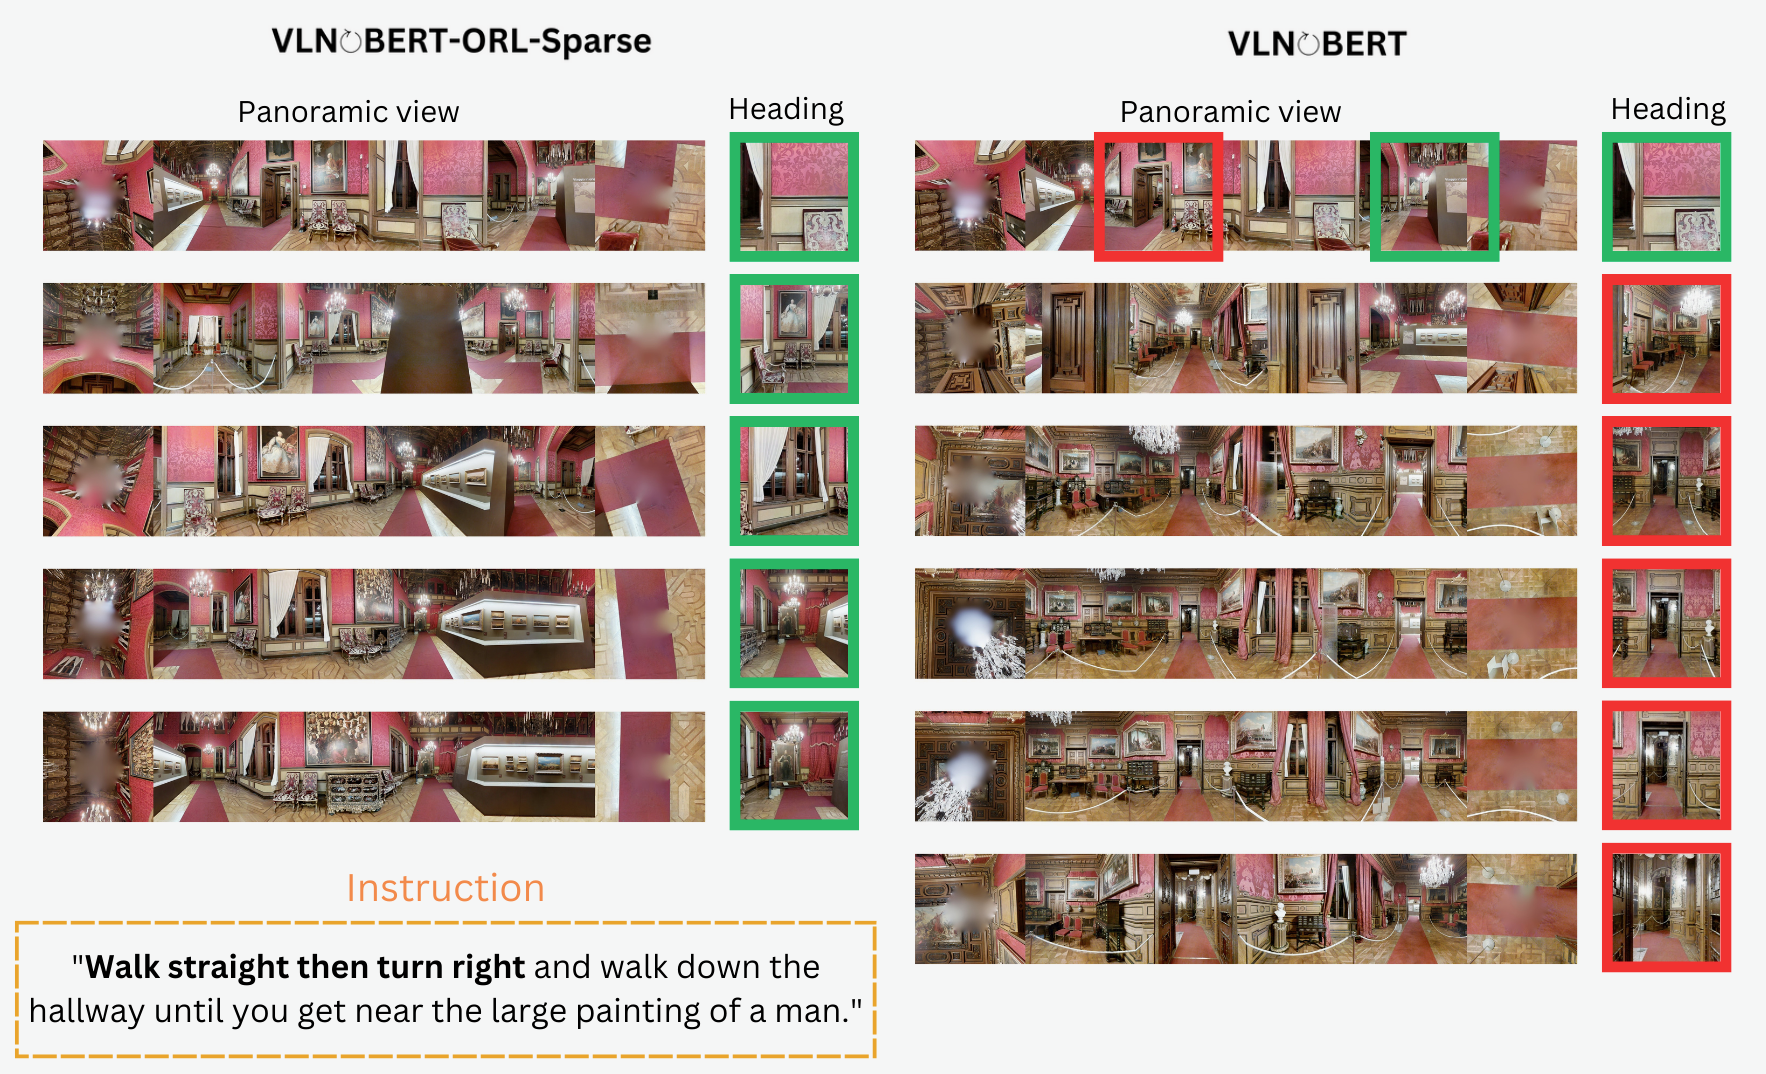 VLN↻BERT-ORL-Sparse
Panoramic view
Heading
VLN↻BERT
Panoramic view
Heading
Instruction
"Walk straight then turn right and walk down the
hallway until you get near the large painting of a man."